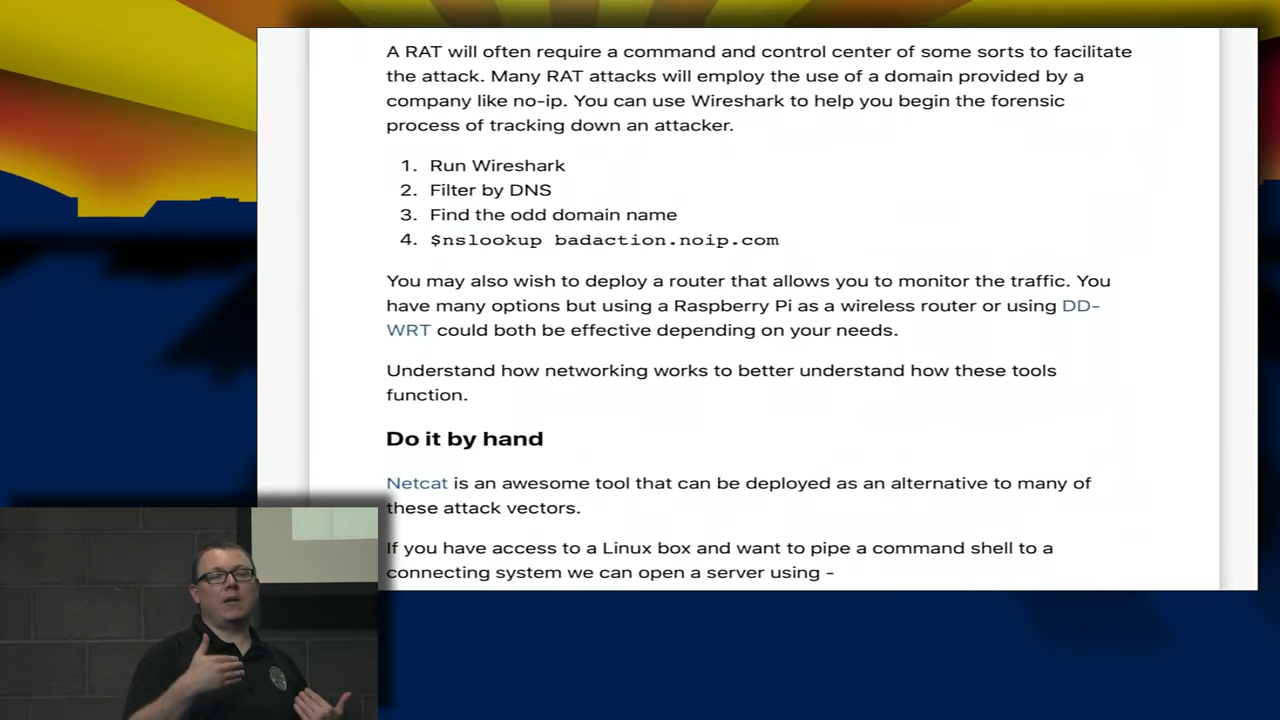 A RAT will often require a command and control center of some sorts to facilitate
the attack. Many RAT attacks will employ the use of a domain provided by a
company like no-ip. You can use Wireshark to help you begin the forensic
process of tracking down an attacker.
1. Run Wireshark
2. Filter by DNS
3. Find the odd domain name
4. $nslookup badaction.noip.com
You may also wish to deploy a router that allows you to monitor the traffic. You
have many options but using a Raspberry Pi as a wireless router or using DD-
WRT could both be effective depending on your needs.
Understand how networking works to better understand how these tools
function.
Do it by hand
Netcat is an awesome tool that can be deployed as an alternative to many of
these attack vectors.
If you have access to a Linux box and want to pipe a command shell to a
connecting system we can open a server using -